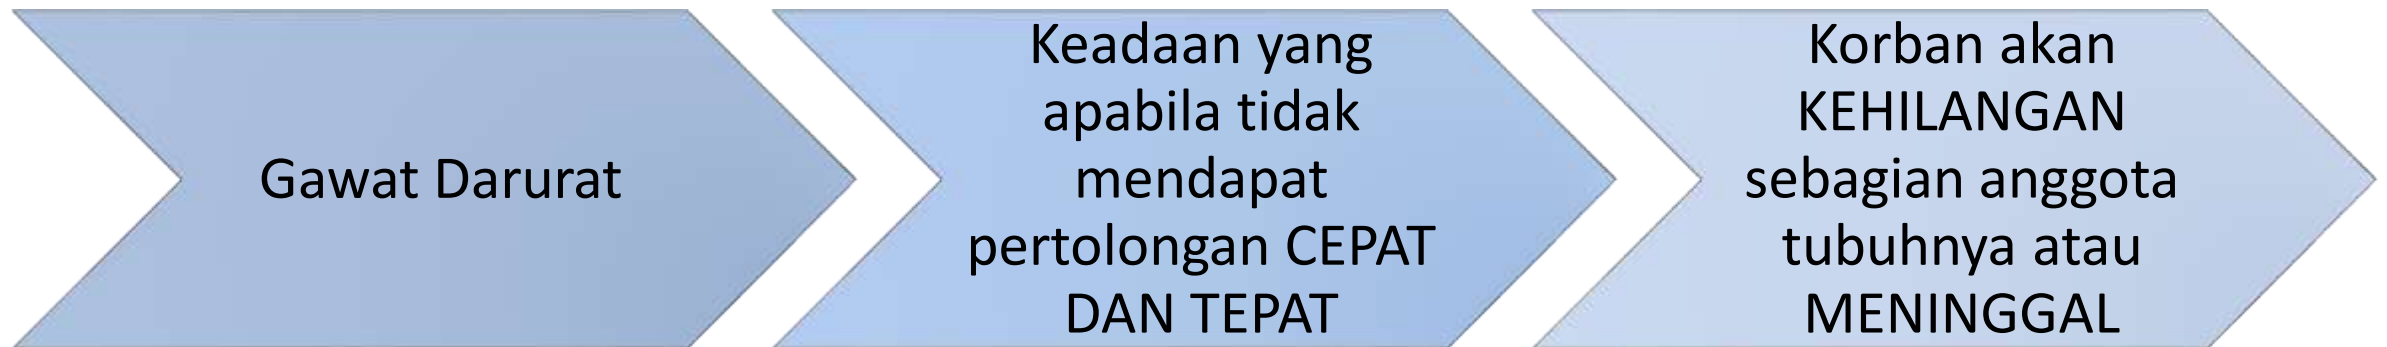 Gawat Darurat
Keadaan yang
apabila tidak
mendapat
pertolongan CEPAT
DAN TEPAT
Korban akan
KEHILANGAN
sebagian anggota
tubuhnya atau
MENINGGAL